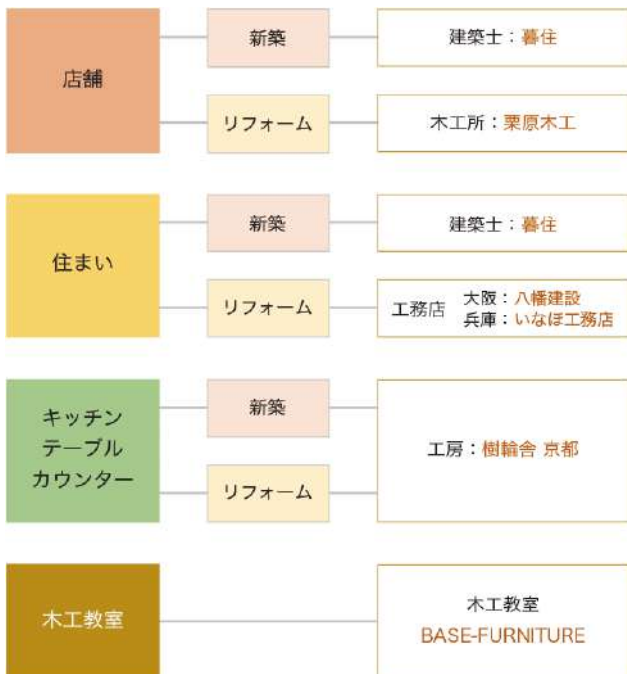 店舗
新築
建築士：暮住
リフォーム
木工所：栗原木工
住まい
新築
建築士：暮住
リフォーム
工務店
大阪：八幡建設
兵庫：いなほ工務店
キッチン
テーブル
カウンター
新築
リフォーム
工房：樹輪舎 京都
木工教室
木工教室
BASE-FURNITURE